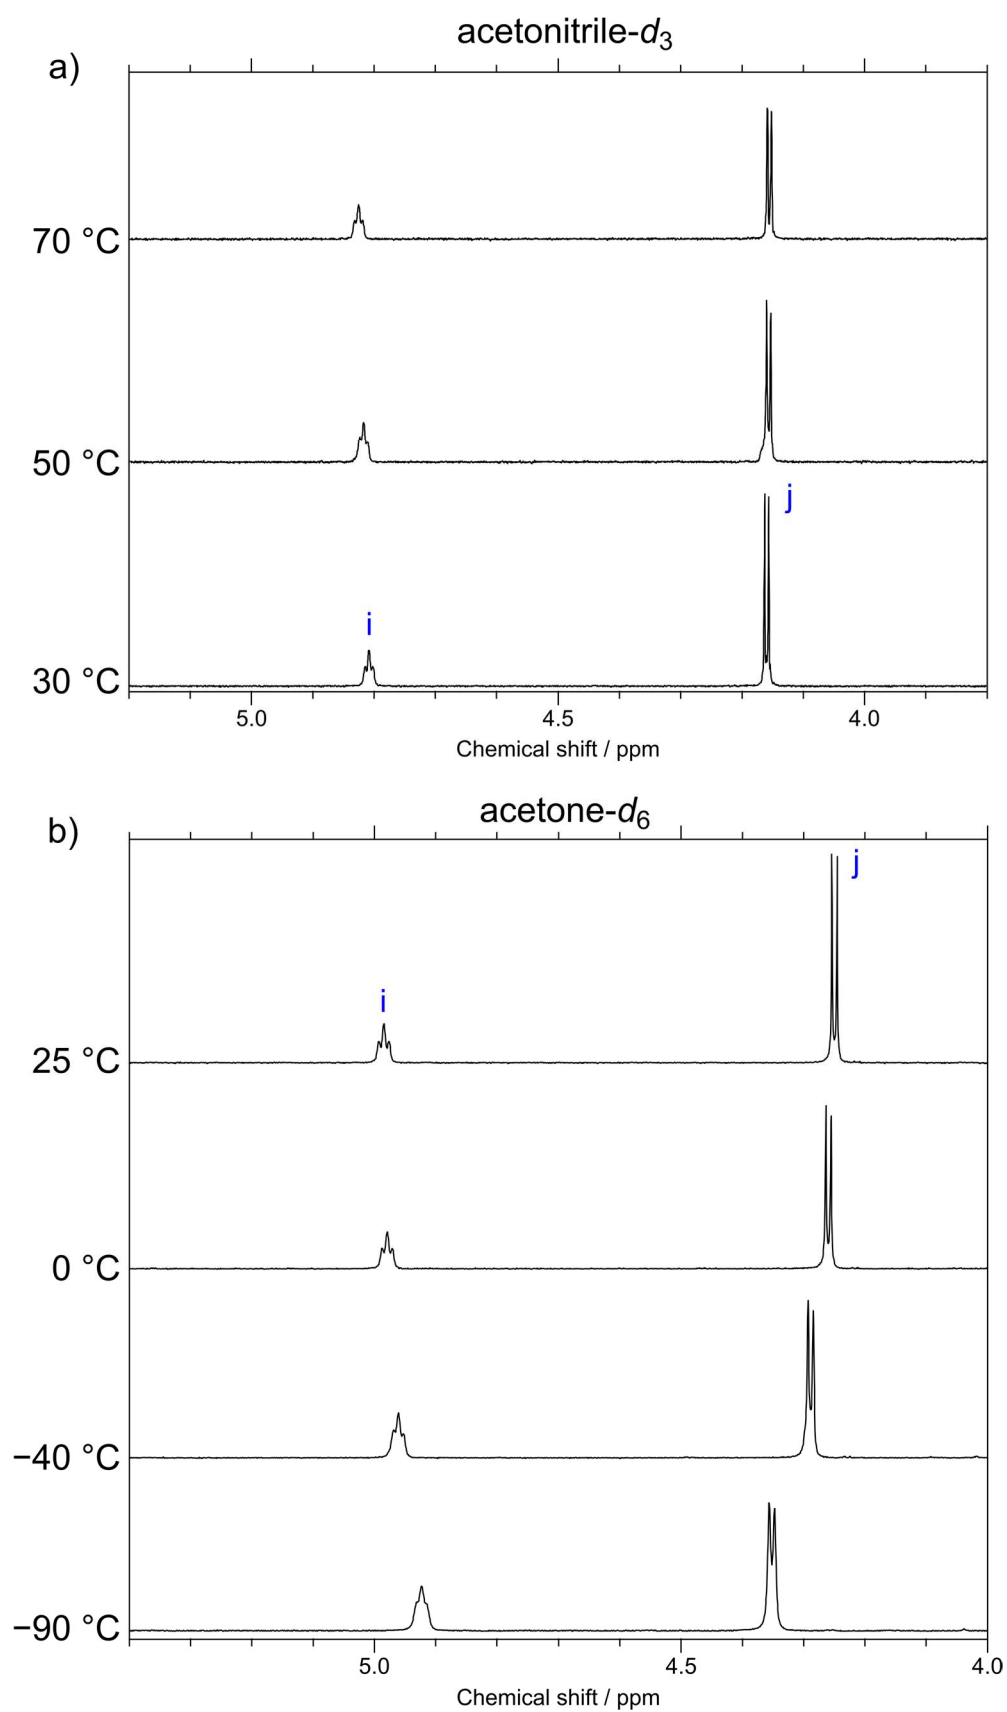 acetonitrile-d3
a)
70 °C
50 °C
j
i
30 °C
5.0 4.5 4.0
Chemical shift / ppm
acetone-d6
b)
j
i
25 °C
0 °C
−40 °C
−90 °C
5.0 4.5 4.0
Chemical shift / ppm